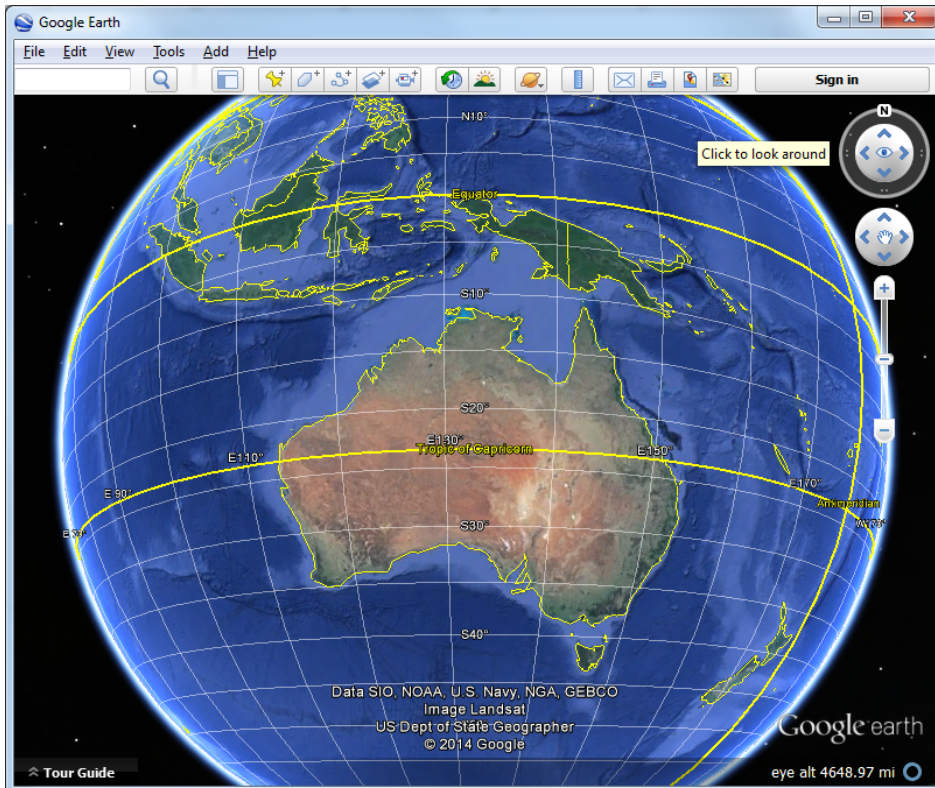 Google Earth
File Edit View Tools Add Help
Sign in
N
N10°
Click to look around
Equator
S10°
S20°
E130°
Tropic of Capricorn
E110°
E150°
E 90°
E170°
Antimeridian
W170°
S30°
S40°
Data SIO, NOAA, U.S. Navy, NGA, GEBCO
Image Landsat
US Dept of State Geographer
© 2014 Google
Google earth
Tour Guide
eye alt 4648.97 mi